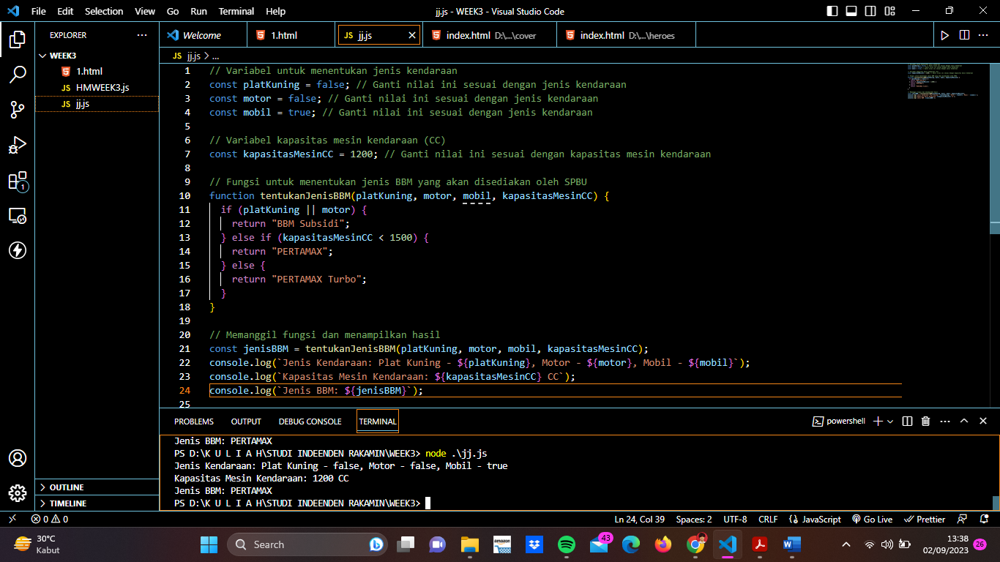 File Edit Selection View Go Run Terminal Help
jj.js - WEEK3 - Visual Studio Code
EXPLORER
Welcome
JS jj.js
1.html
index.html D:\...\cover
index.html D:\...\heroes
WEEK3
1.html
JS HMWEEK3.js
JS jj.js
JS jj.js > ...
1 // Variabel untuk menentukan jenis kendaraan
2 const platKuning = false; // Ganti nilai ini sesuai dengan jenis kendaraan
3 const motor = false; // Ganti nilai ini sesuai dengan jenis kendaraan
4 const mobil = true; // Ganti nilai ini sesuai dengan jenis kendaraan
5
6 // Variabel kapasitas mesin kendaraan (CC)
7 const kapasitasMesinCC = 1200; // Ganti nilai ini sesuai dengan kapasitas mesin kendaraan
8
9 // Fungsi untuk menentukan jenis BBM yang akan disediakan oleh SPBU
10 function tentukanJenisBBM(platKuning, motor, mobil, kapasitasMesinCC) {
11 if (platKuning || motor) {
12 return "BBM Subsidi";
13 } else if (kapasitasMesinCC < 1500) {
14 return "PERTAMAX";
15 } else {
16 return "PERTAMAX Turbo";
17 }
18 }
19
20 // Memanggil fungsi dan menampilkan hasil
21 const jenisBBM = tentukanJenisBBM(platKuning, motor, mobil, kapasitasMesinCC);
22 console.log(`Jenis Kendaraan: Plat Kuning - ${platKuning}, Motor - ${motor}, Mobil - ${mobil}`);
23 console.log(`Kapasitas Mesin Kendaraan: ${kapasitasMesinCC} CC`);
24 console.log(`Jenis BBM: ${jenisBBM}`);
25
1
PROBLEMS OUTPUT DEBUG CONSOLE TERMINAL
powershell
Jenis BBM: PERTAMAX
PS D:\K U L I A H\STUDI INDEENDEN RAKAMIN\WEEK3> node .\jj.js
Jenis Kendaraan: Plat Kuning - false, Motor - false, Mobil - true
Kapasitas Mesin Kendaraan: 1200 CC
Jenis BBM: PERTAMAX
PS D:\K U L I A H\STUDI INDEENDEN RAKAMIN\WEEK3>
OUTLINE
TIMELINE
0 0
Ln 24, Col 39 Spaces: 2 UTF-8 CRLF JavaScript Go Live Prettier
30°C
Kabut
Search
amazon
43
13:38
02/09/2023
26